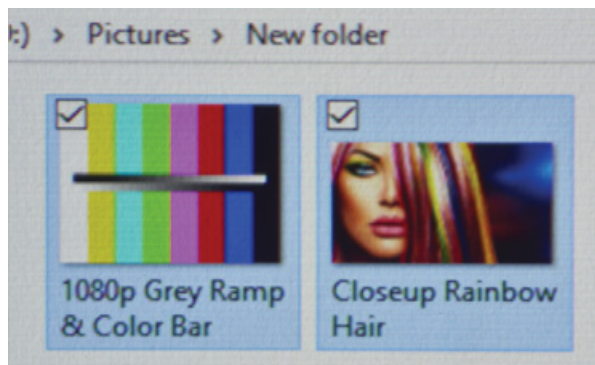 :) > Pictures > New folder
1080p Grey Ramp
& Color Bar
Closeup Rainbow
Hair